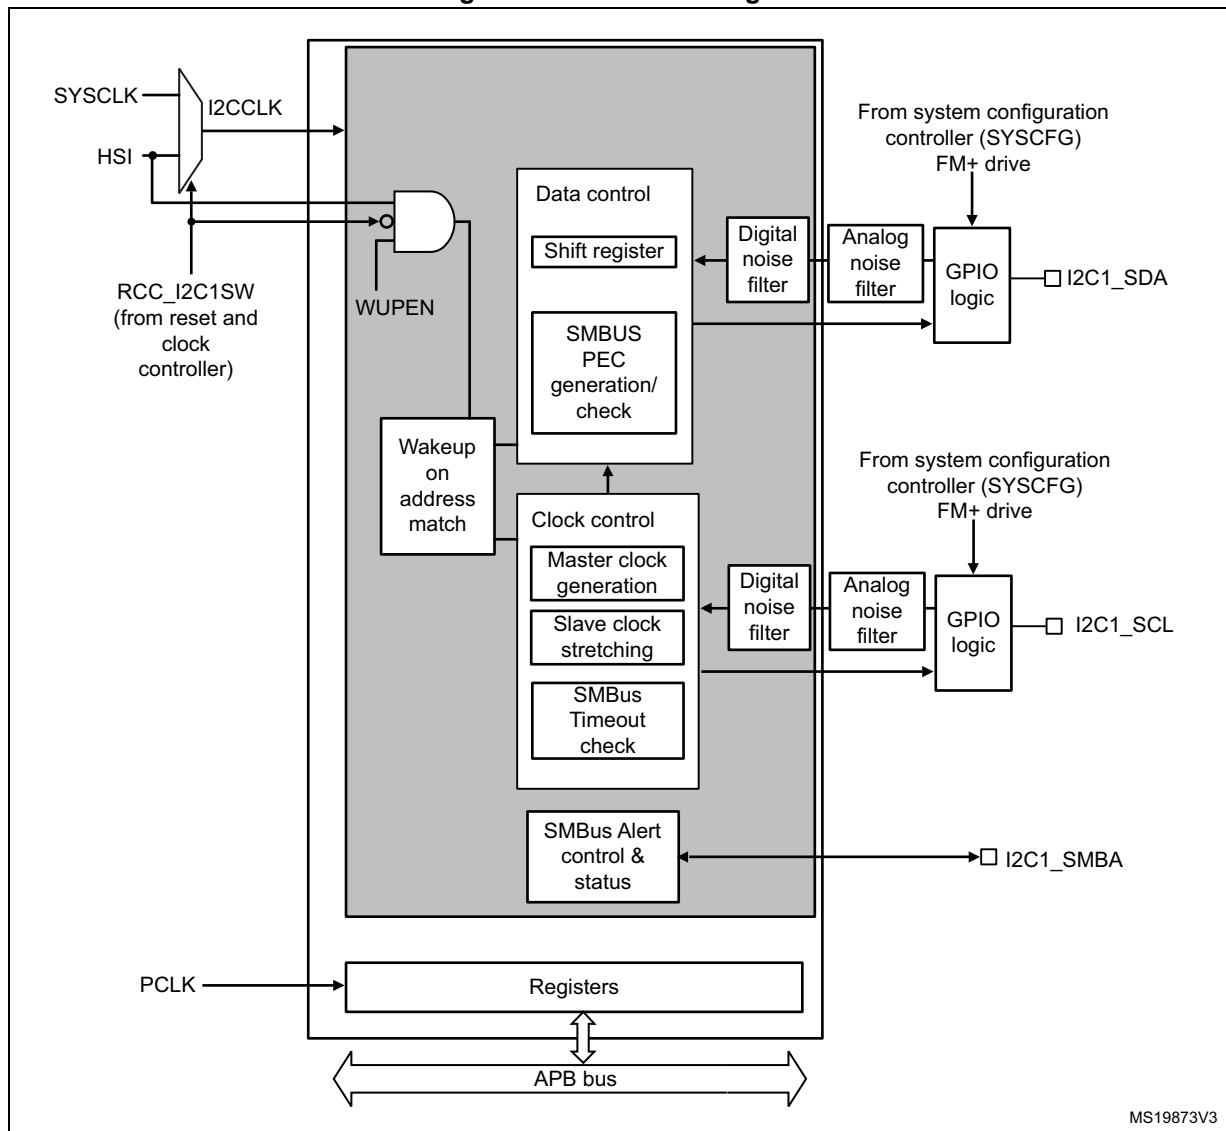 SYSCLK
I2CCLK
HSI
RCC_I2C1SW
(from reset and
clock
controller)
WUPEN
Wakeup
on
address
match
Data control
Shift register
SMBUS
PEC
generation/
check
Clock control
Master clock
generation
Slave clock
stretching
SMBus
Timeout
check
SMBus Alert
control &
status
Digital
noise
filter
Analog
noise
filter
From system configuration
controller (SYSCFG)
FM+ drive
GPIO
logic
I2C1_SDA
Digital
noise
filter
Analog
noise
filter
From system configuration
controller (SYSCFG)
FM+ drive
GPIO
logic
I2C1_SCL
I2C1_SMBA
PCLK
Registers
APB bus
MS19873V3